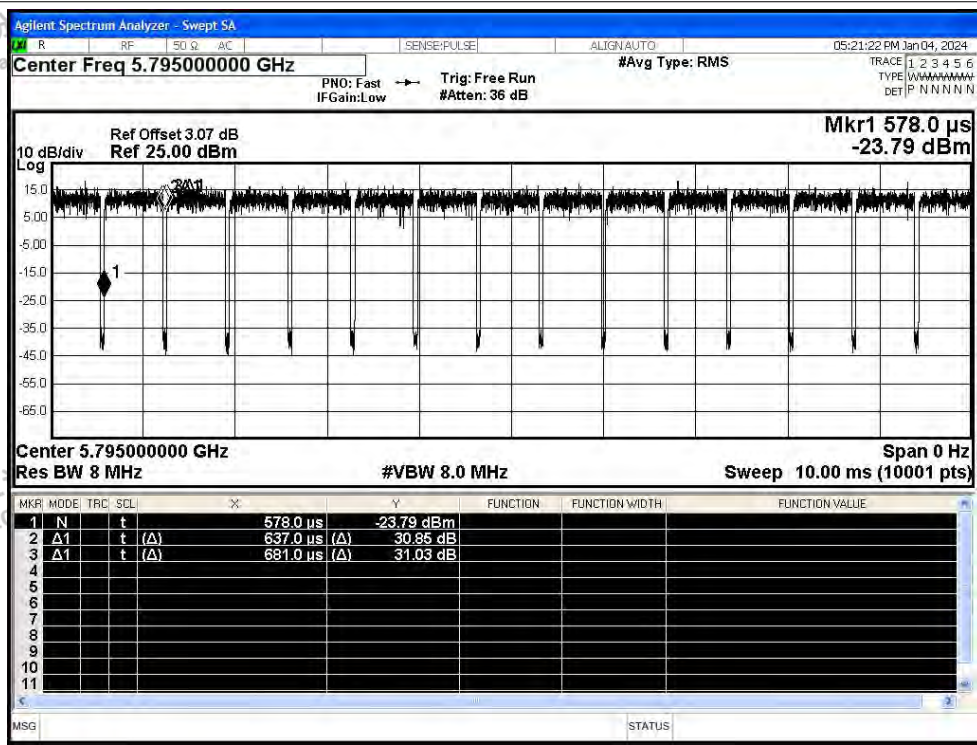 Agilent Spectrum Analyzer - Swept SA
LXI R RF 50 Ω AC SENSE:PULSE ALIGN AUTO 05:21:22 PM Jan 04, 2024
Center Freq 5.795000000 GHz #Avg Type: RMS TRACE 1 2 3 4 5 6
PNO: Fast Trig: Free Run TYPE WWWWWW
IFGain:Low #Atten: 36 dB DET P N N N N N
Ref Offset 3.07 dB Mkr1 578.0 µs
10 dB/div Ref 25.00 dBm -23.79 dBm
Log
15.0
5.00
-5.00
-15.0
1
-25.0
-35.0
-45.0
-55.0
-65.0
Center 5.795000000 GHz Span 0 Hz
Res BW 8 MHz #VBW 8.0 MHz Sweep 10.00 ms (10001 pts)
MKR MODE TRC SCL X Y FUNCTION FUNCTION WIDTH FUNCTION VALUE
1 N t 578.0 µs -23.79 dBm
2 Δ1 t (Δ) 637.0 µs (Δ) 30.85 dB
3 Δ1 t (Δ) 681.0 µs (Δ) 31.03 dB
4
5
6
7
8
9
10
11
MSG STATUS